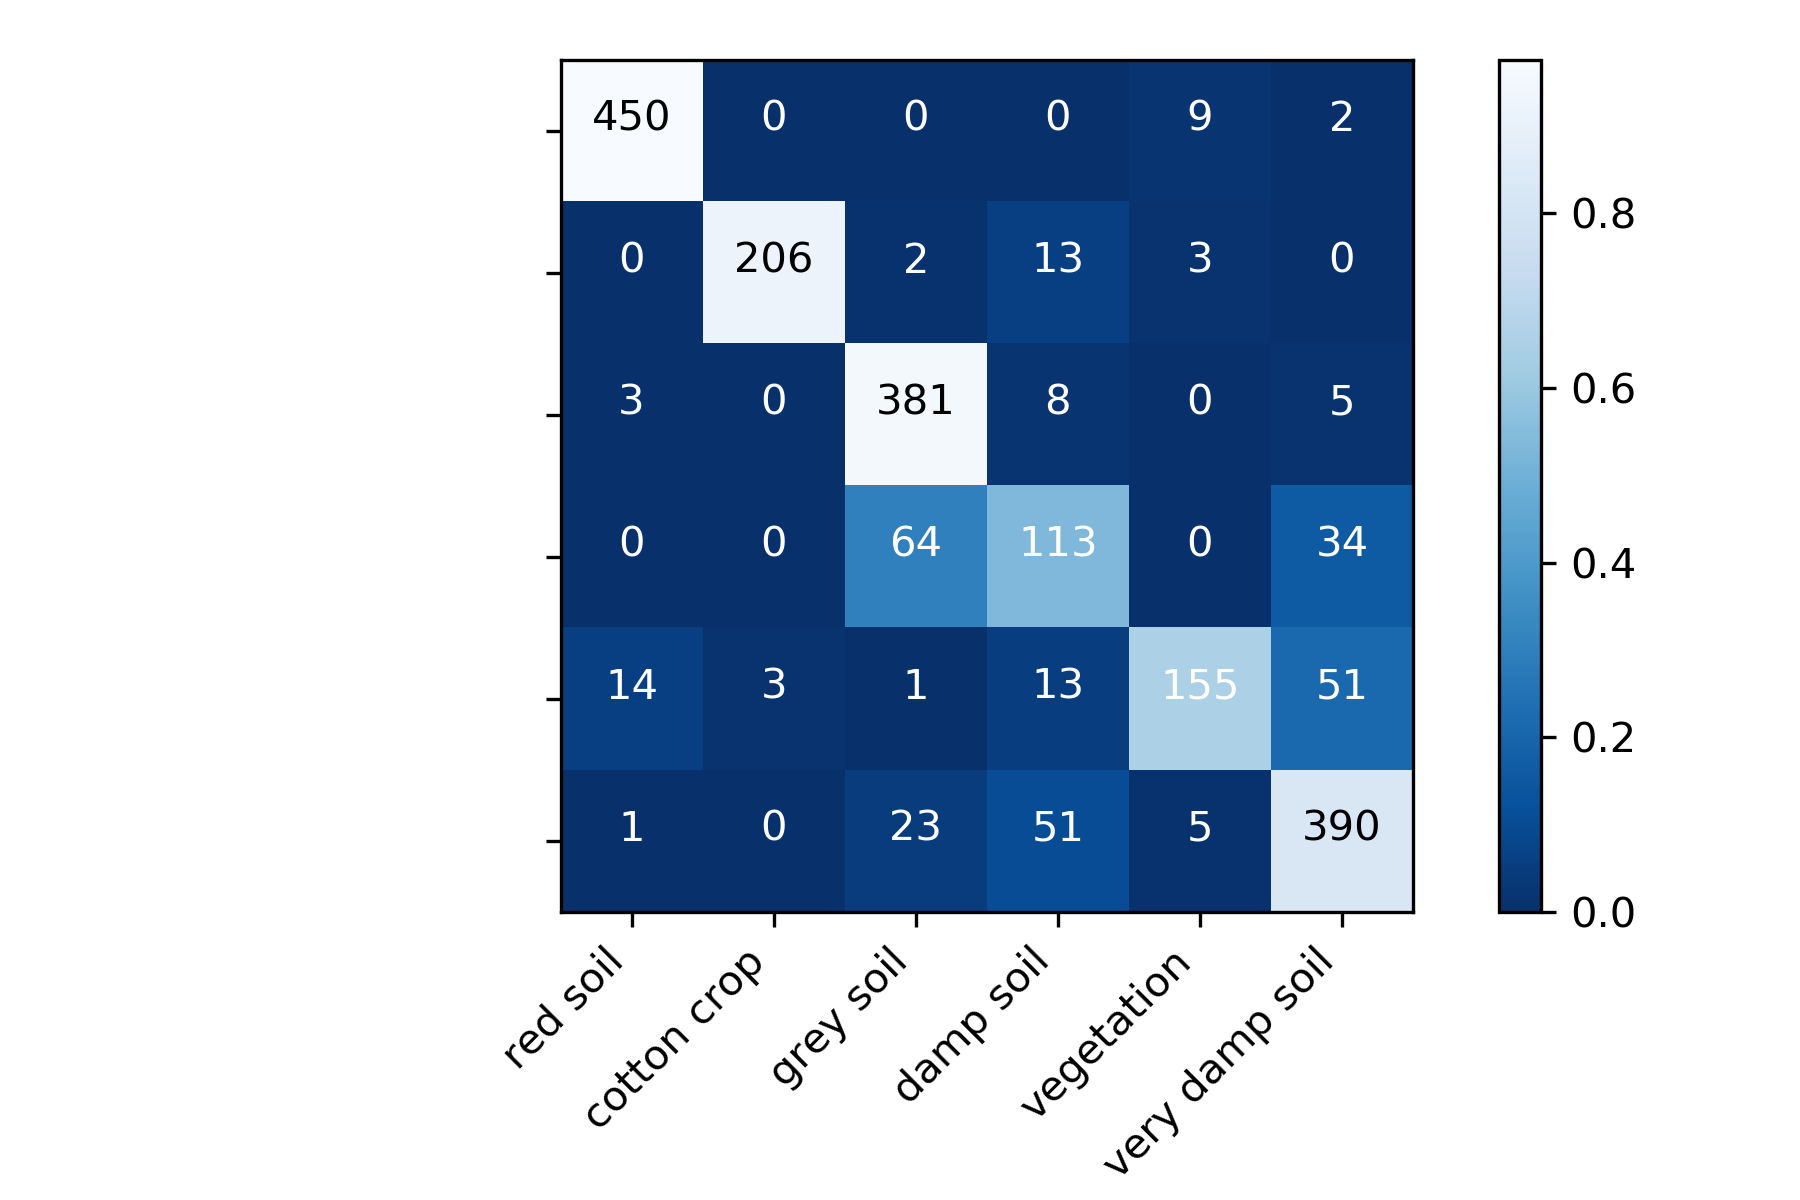 450 0 0 0 9 2
0 206 2 13 3 0
3 0 381 8 0 5
0 0 64 113 0 34
14 3 1 13 155 51
1 0 23 51 5 390
red soil
cotton crop
grey soil
damp soil
vegetation
very damp soil
0.8
0.6
0.4
0.2
0.0